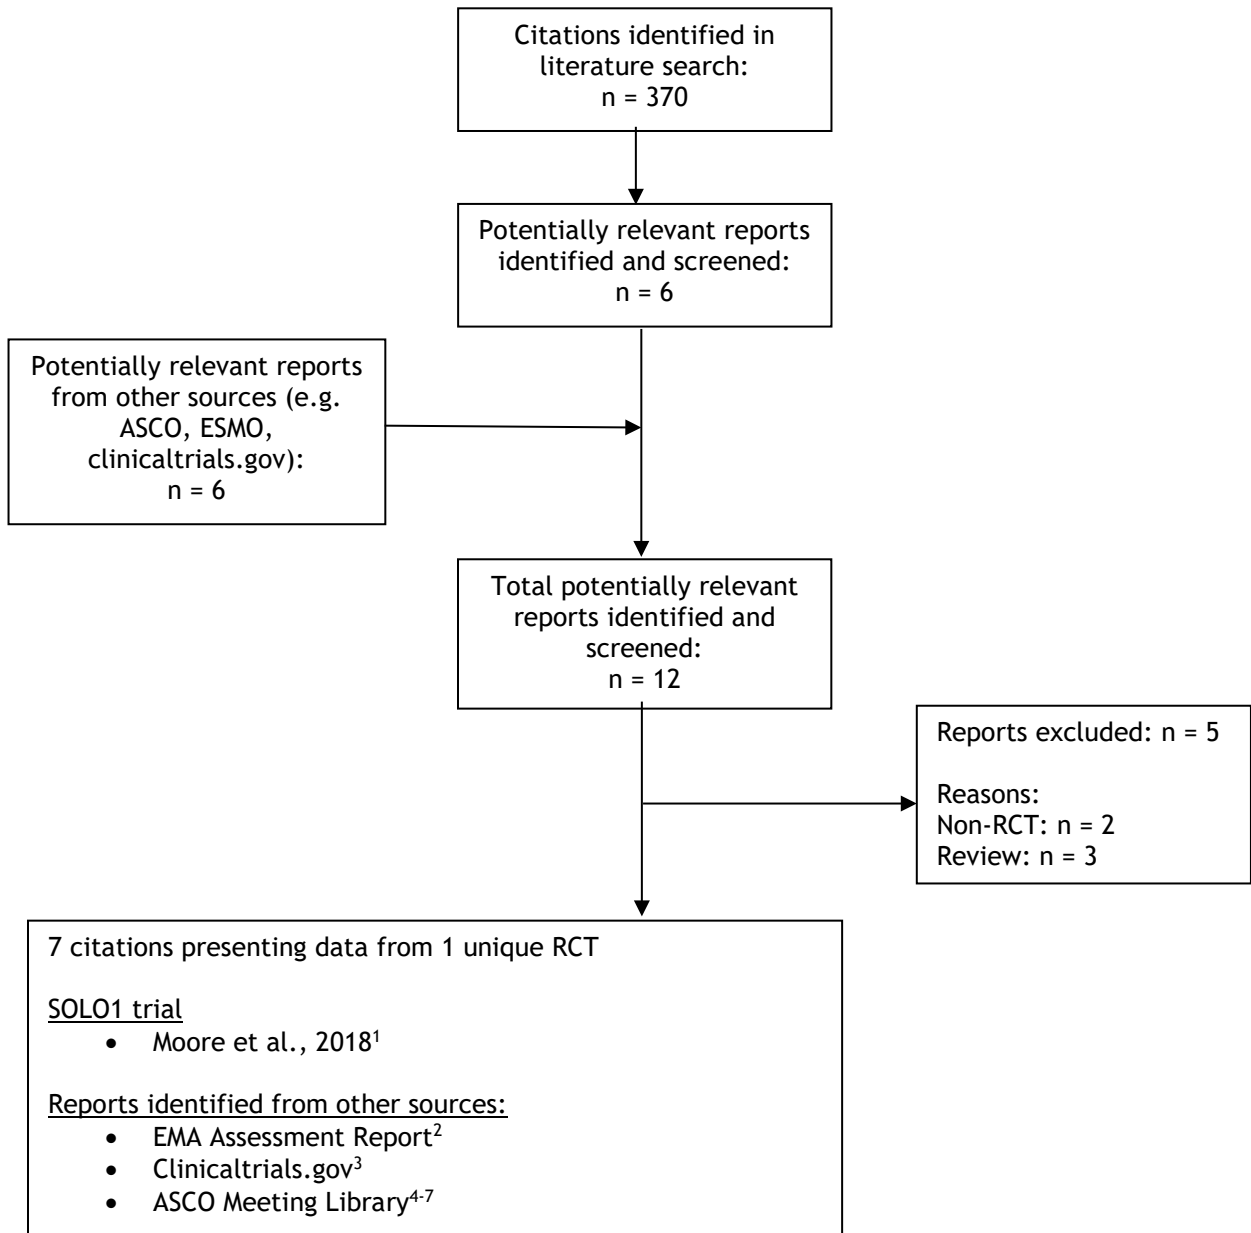 Citations identified in
literature search:
n = 370
Potentially relevant reports
identified and screened:
n = 6
Potentially relevant reports
from other sources (e.g.
ASCO, ESMO,
clinicaltrials.gov):
n = 6
Total potentially relevant
reports identified and
screened:
n = 12
Reports excluded: n = 5
Reasons:
Non-RCT: n = 2
Review: n = 3
7 citations presenting data from 1 unique RCT
SOLO1 trial
• Moore et al., 2018¹
Reports identified from other sources:
• EMA Assessment Report²
• Clinicaltrials.gov³
• ASCO Meeting Library⁴⁻⁷